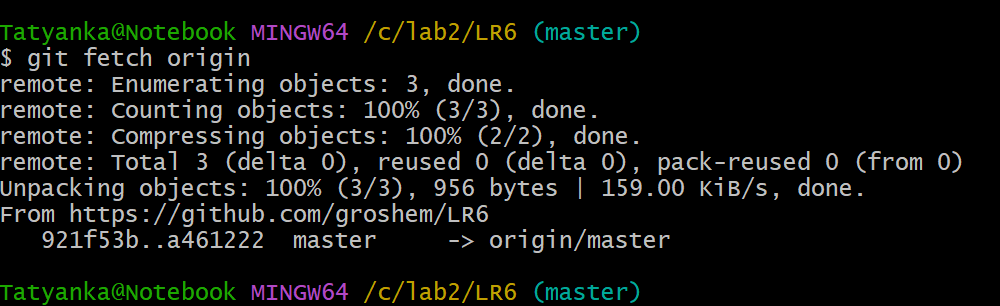 Tatyanka@Notebook MINGW64 /c/lab2/LR6 (master)
$ git fetch origin
remote: Enumerating objects: 3, done.
remote: Counting objects: 100% (3/3), done.
remote: Compressing objects: 100% (2/2), done.
remote: Total 3 (delta 0), reused 0 (delta 0), pack-reused 0 (from 0)
Unpacking objects: 100% (3/3), 956 bytes | 159.00 KiB/s, done.
From https://github.com/groshem/LR6
   921f53b..a461222  master     -> origin/master
Tatyanka@Notebook MINGW64 /c/lab2/LR6 (master)